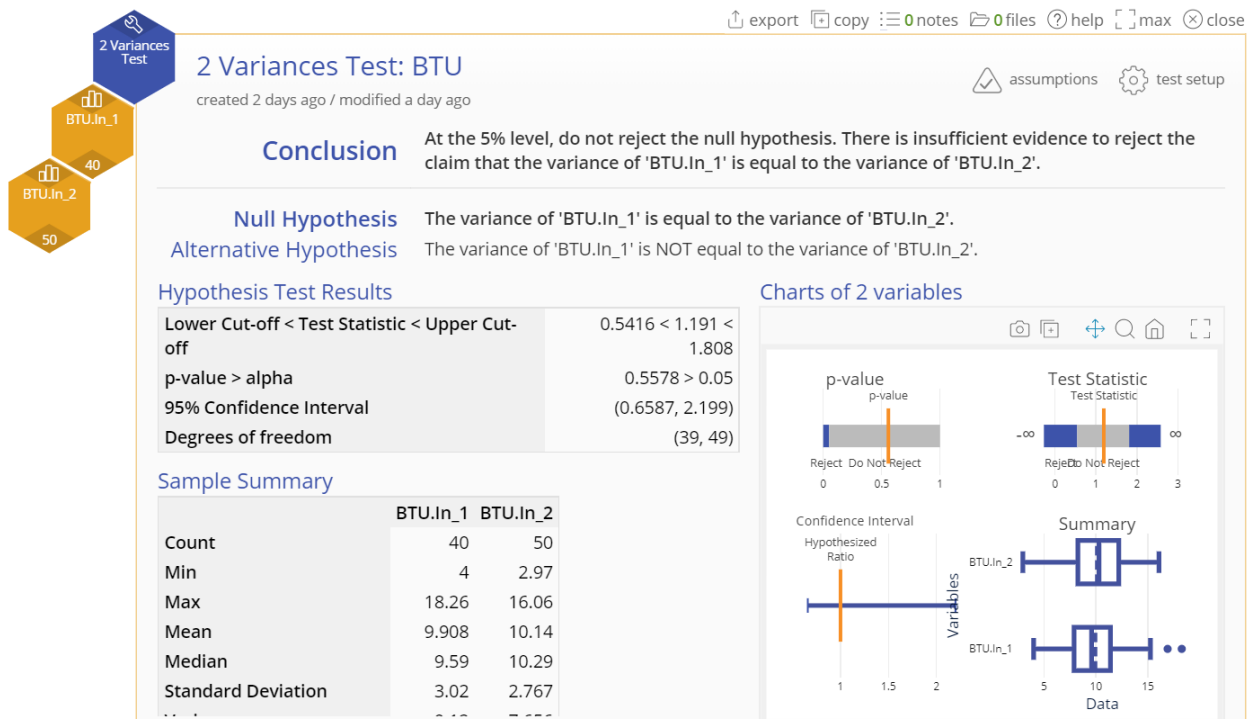 export copy 0 notes 0 files help max close
2 Variances
Test
BTU.In_1
40
BTU.In_2
50
2 Variances Test: BTU
created 2 days ago / modified a day ago
assumptions test setup
Conclusion
At the 5% level, do not reject the null hypothesis. There is insufficient evidence to reject the
claim that the variance of 'BTU.In_1' is equal to the variance of 'BTU.In_2'.
Null Hypothesis The variance of 'BTU.In_1' is equal to the variance of 'BTU.In_2'.
Alternative Hypothesis The variance of 'BTU.In_1' is NOT equal to the variance of 'BTU.In_2'.
Hypothesis Test Results
Lower Cut-off < Test Statistic < Upper Cut-
off
0.5416 < 1.191 <
1.808
p-value > alpha 0.5578 > 0.05
95% Confidence Interval (0.6587, 2.199)
Degrees of freedom (39, 49)
Sample Summary
BTU.In_1 BTU.In_2
Count 40 50
Min 4 2.97
Max 18.26 16.06
Mean 9.908 10.14
Median 9.59 10.29
Standard Deviation 3.02 2.767
Charts of 2 variables
p-value
p-value
Reject Do Not Reject
0 0.5 1
Test Statistic
Test Statistic
-∞ ∞
Reject Do Not Reject
0 1 2 3
Confidence Interval
Hypothesized
Ratio
1 1.5 2
Summary
Variables
BTU.In_2
BTU.In_1
5 10 15
Data